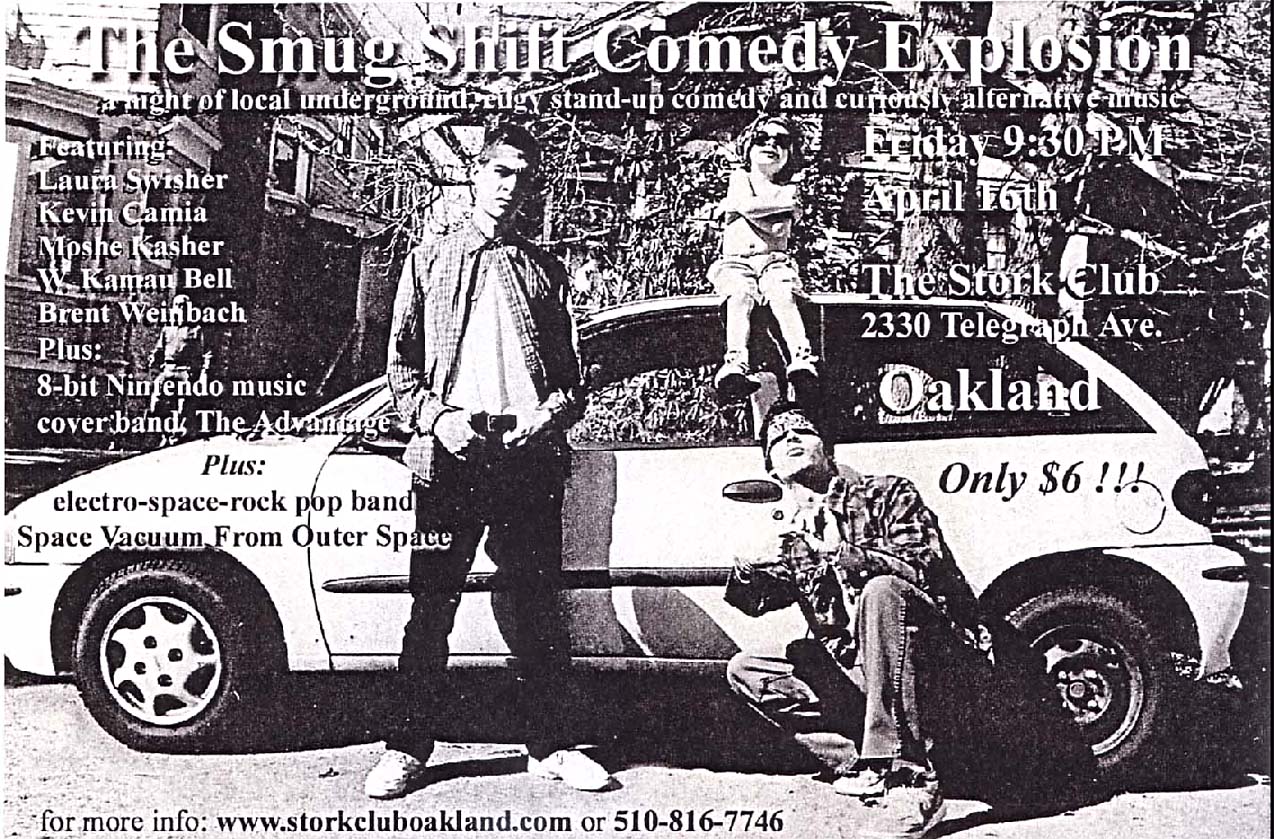 The Smug Shift Comedy Explosion
a night of local underground, edgy stand-up comedy and curiously alternative music
Featuring:
Laura Swisher
Kevin Camia
Moshe Kasher
W. Kamau Bell
Brent Weinbach
Plus:
8-bit Nintendo music
cover band, The Advantage
Plus:
electro-space-rock pop band
Space Vacuum From Outer Space
Friday 9:30 PM
April 16th
The Stork Club
2330 Telegraph Ave.
Oakland
Only $6 !!!
for more info: www.storkcluboakland.com or 510-816-7746